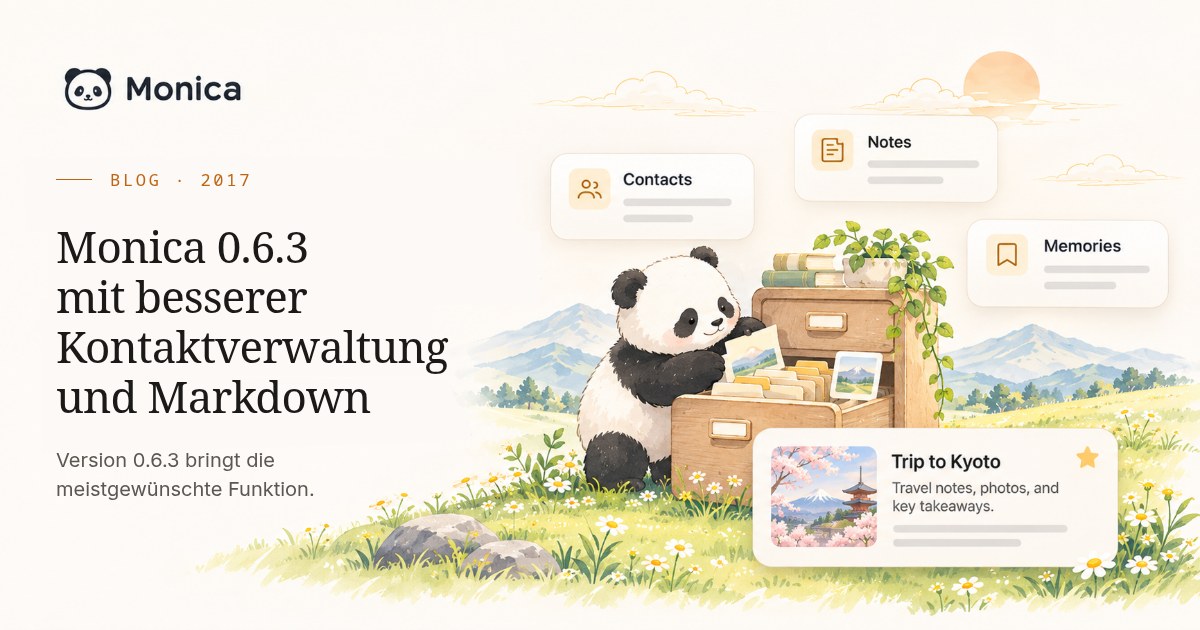 Monica
BLOG · 2017
Monica 0.6.3
mit besserer
Kontaktverwaltung
und Markdown
Version 0.6.3 bringt die
meistgewünschte Funktion.
Contacts
Notes
Memories
Trip to Kyoto
Travel notes, photos, and
key takeaways.